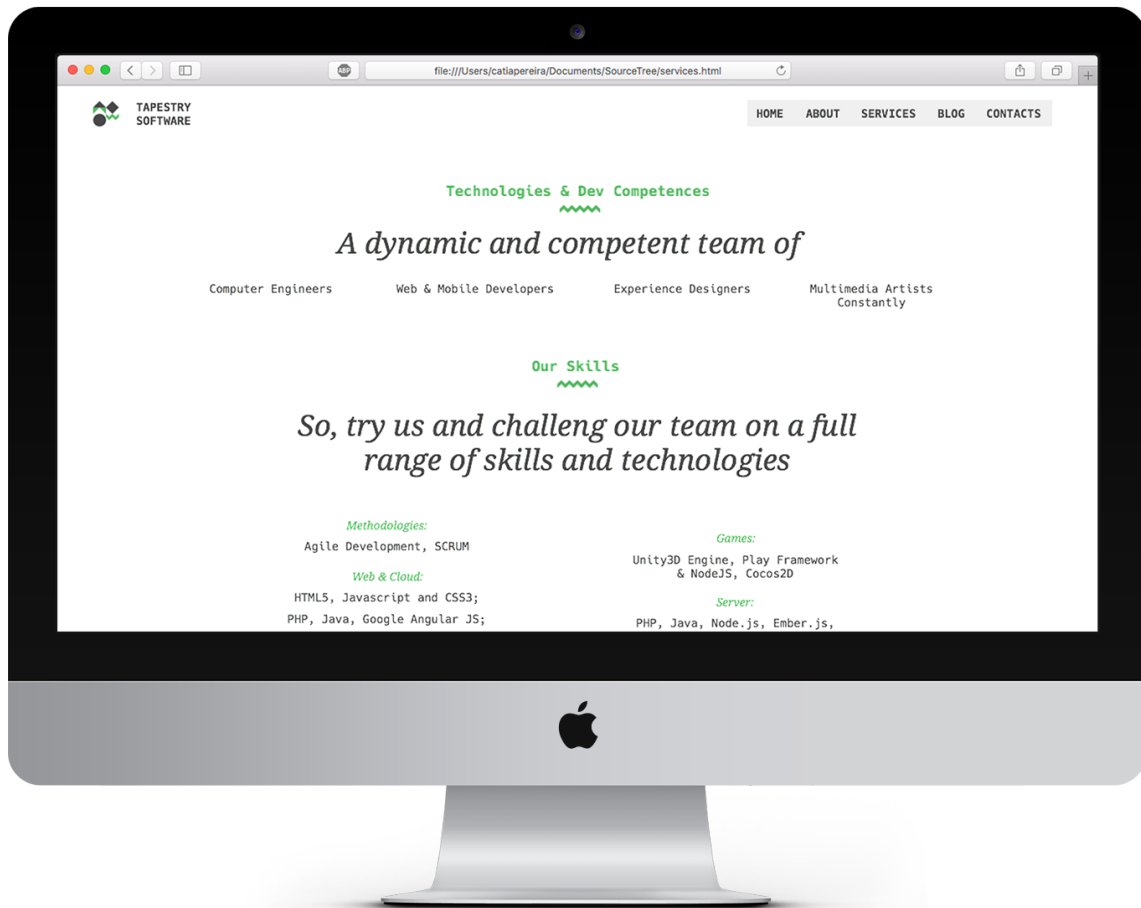 ABP
file:///Users/catiapereira/Documents/SourceTree/services.html
TAPESTRY
SOFTWARE
HOME ABOUT SERVICES BLOG CONTACTS
Technologies & Dev Competences
A dynamic and competent team of
Computer Engineers
Web & Mobile Developers
Experience Designers
Multimedia Artists
Constantly
Our Skills
So, try us and challeng our team on a full
range of skills and technologies
Methodologies:
Agile Development, SCRUM
Web & Cloud:
HTML5, Javascript and CSS3;
PHP, Java, Google Angular JS;
Games:
Unity3D Engine, Play Framework
& NodeJS, Cocos2D
Server:
PHP, Java, Node.js, Ember.js,